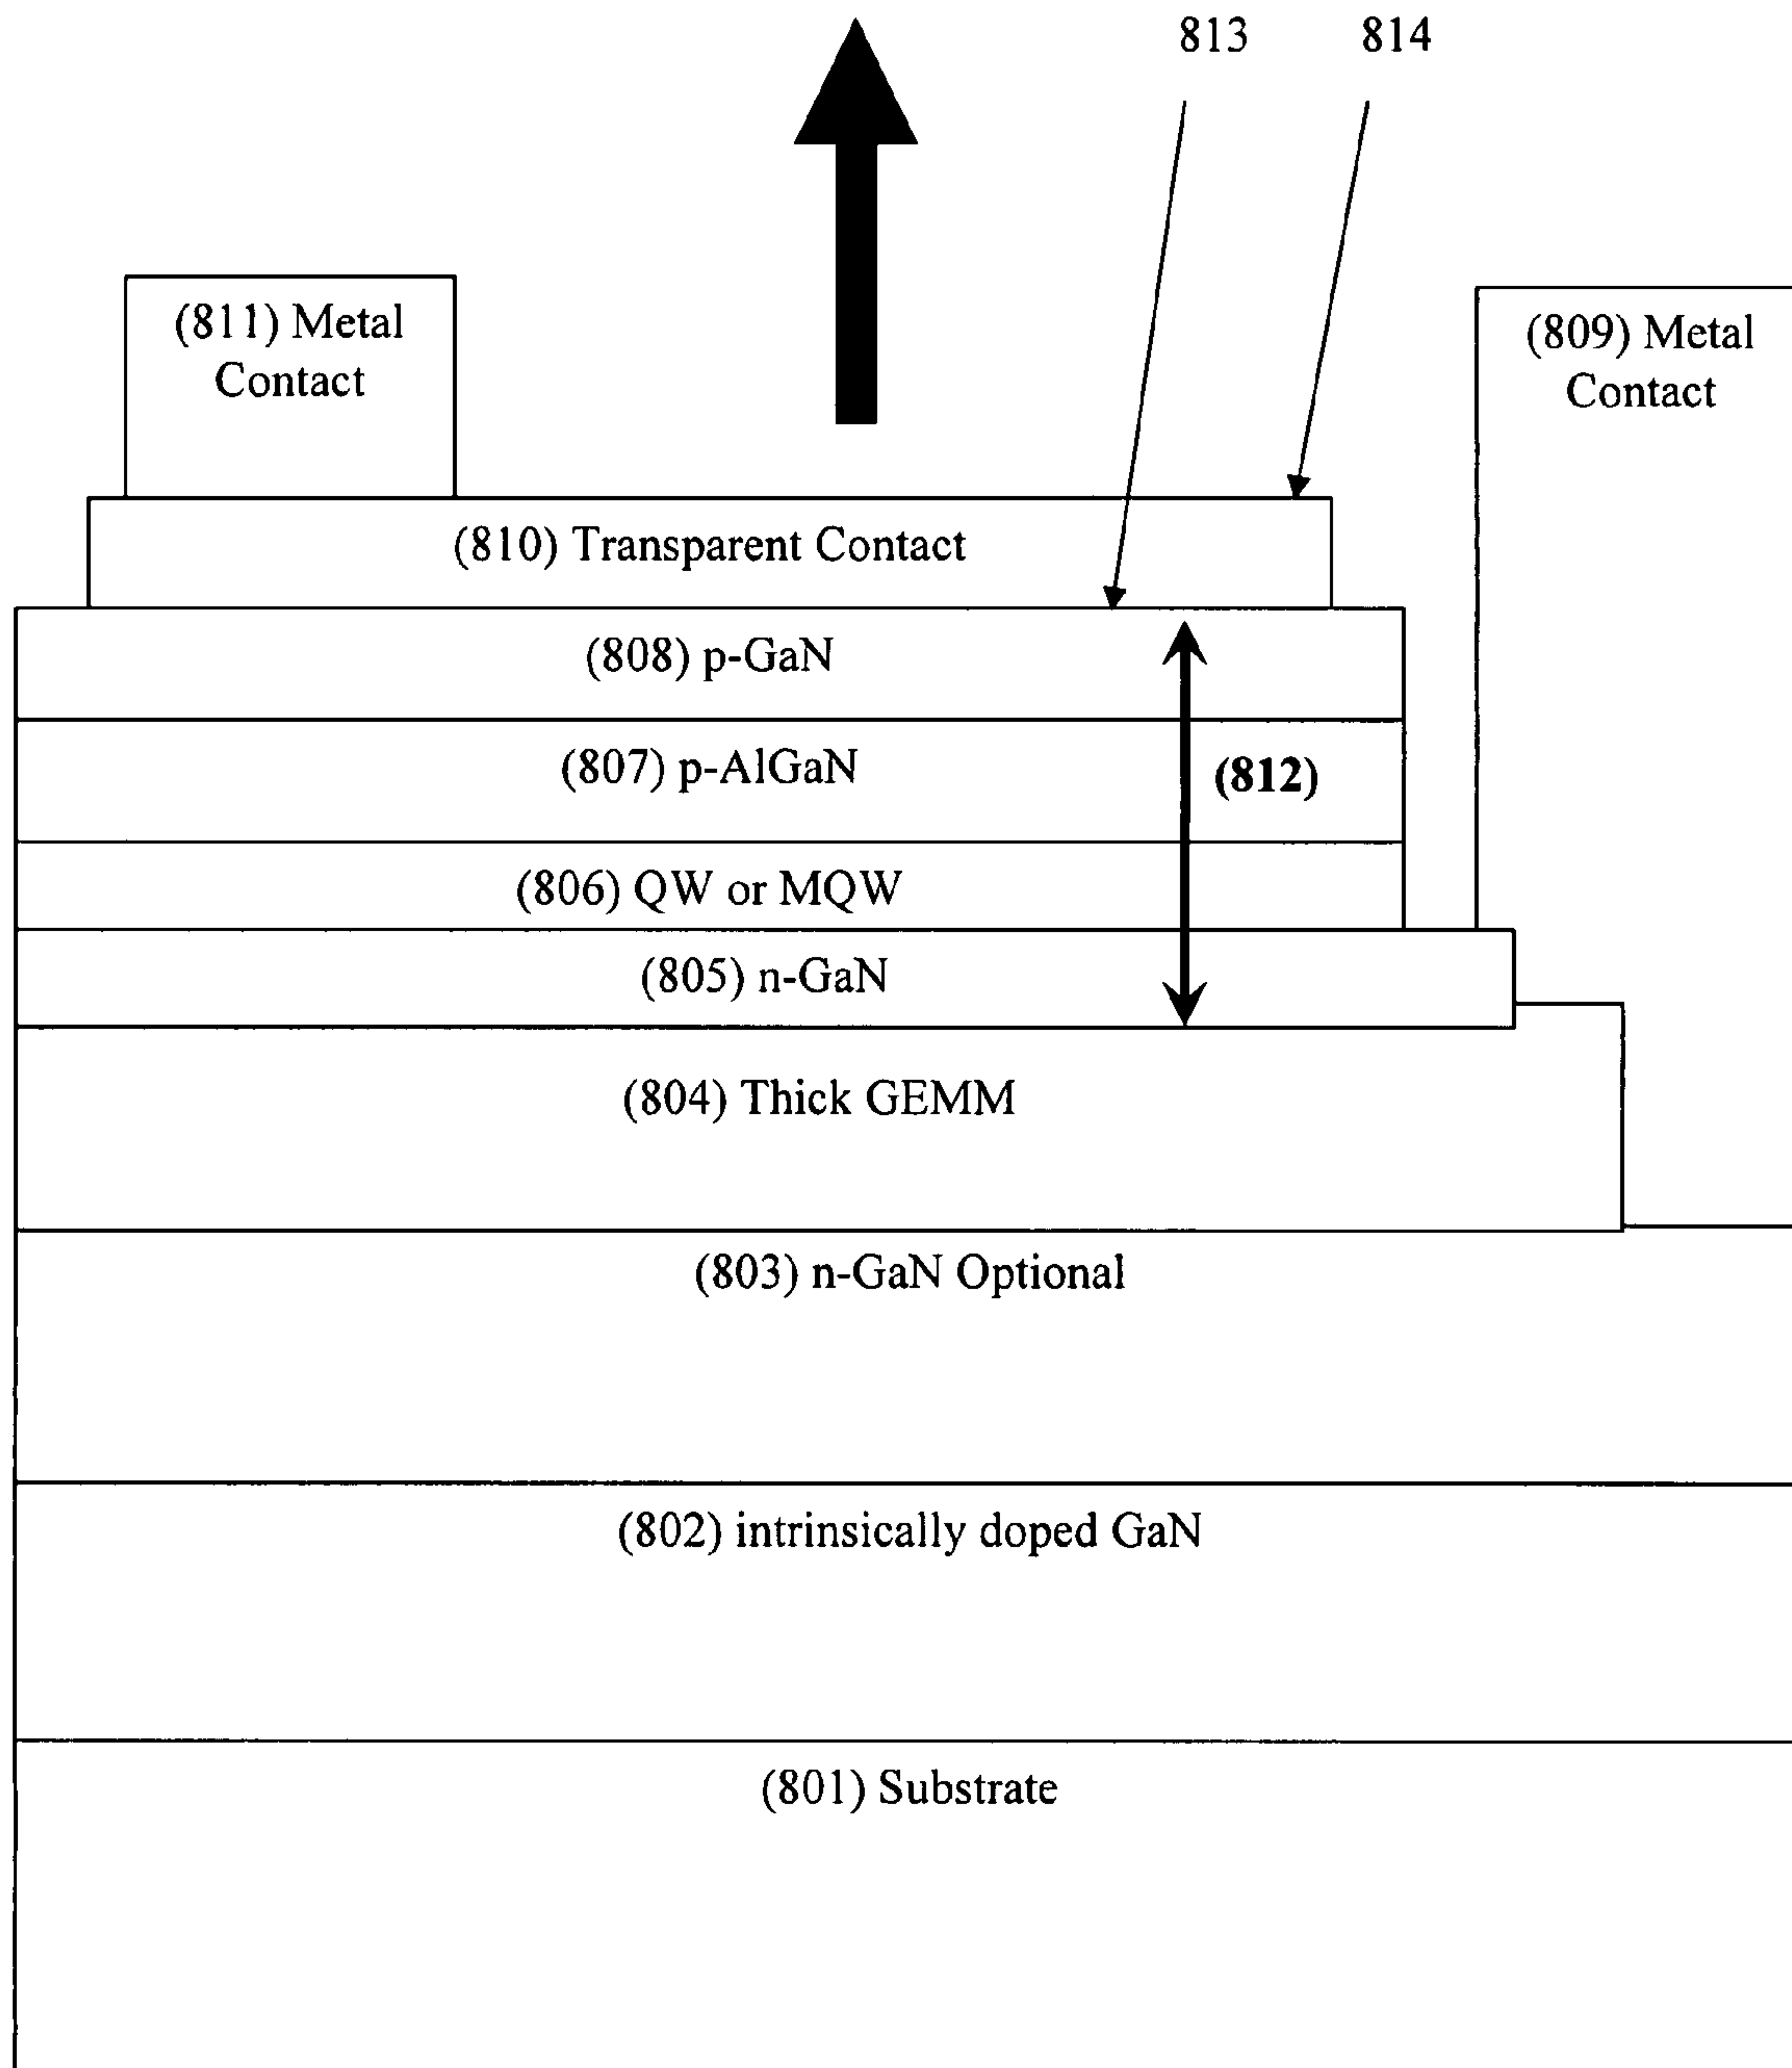 813
814
(811) Metal
Contact
(809) Metal
Contact
(810) Transparent Contact
(808) p-GaN
(807) p-AlGaN
(812)
(806) QW or MQW
(805) n-GaN
(804) Thick GEMM
(803) n-GaN Optional
(802) intrinsically doped GaN
(801) Substrate